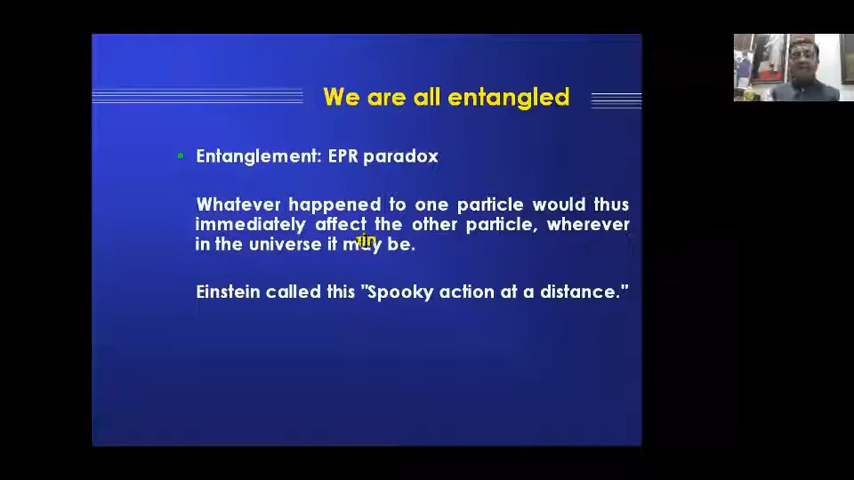 We are all entangled
Entanglement: EPR paradox
Whatever happened to one particle would thus
immediately affect the other particle, wherever
in the universe it may be.
Einstein called this "Spooky action at a distance."